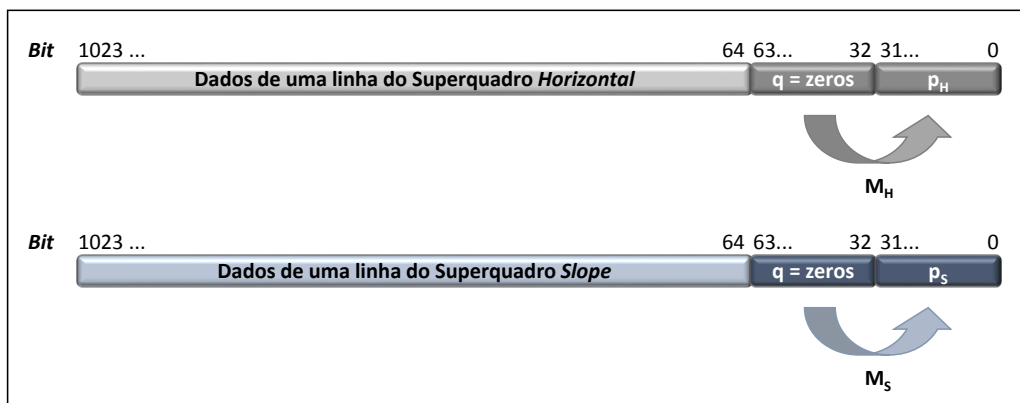 Bit 1023 ... 64 63... 32 31... 0
Dados de uma linha do Superquadro Horizontal q = zeros pH
MH
Bit 1023 ... 64 63... 32 31... 0
Dados de uma linha do Superquadro Slope q = zeros pS
MS